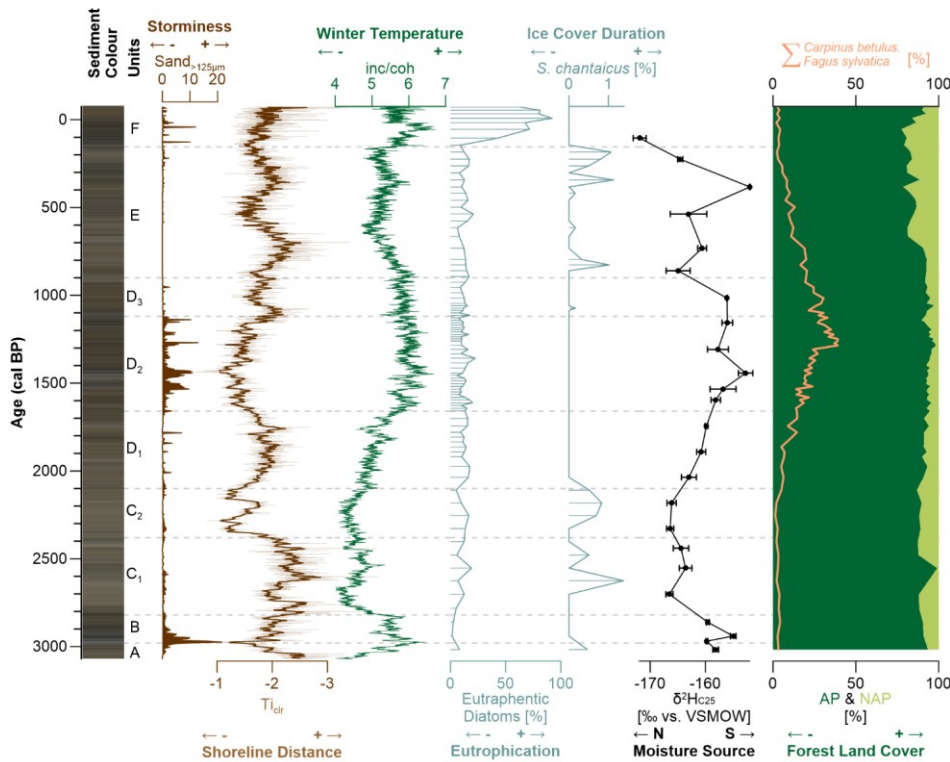 Storminess
← - + →
Sand>125μm
0 10 20
Sediment
Colour
Units
Winter Temperature
← - + →
inc/coh
4 5 6 7
Ice Cover Duration
← - + →
S. chantaicus [%]
0 1
∑ Carpinus betulus.
Fagus sylvatica [%]
0 50 100
Age (cal BP)
0
500
1000
1500
2000
2500
3000
F
E
D3
D2
D1
C2
C1
B
A
-1 -2 -3
Ticlr
← - + →
Shoreline Distance
0 50 100
Eutraphentic
Diatoms [%]
← - + →
Eutrophication
-170 -160
δ²HC25
[‰ vs. VSMOW]
← N S →
Moisture Source
0 50 100
AP & NAP
[%]
← - + →
Forest Land Cover